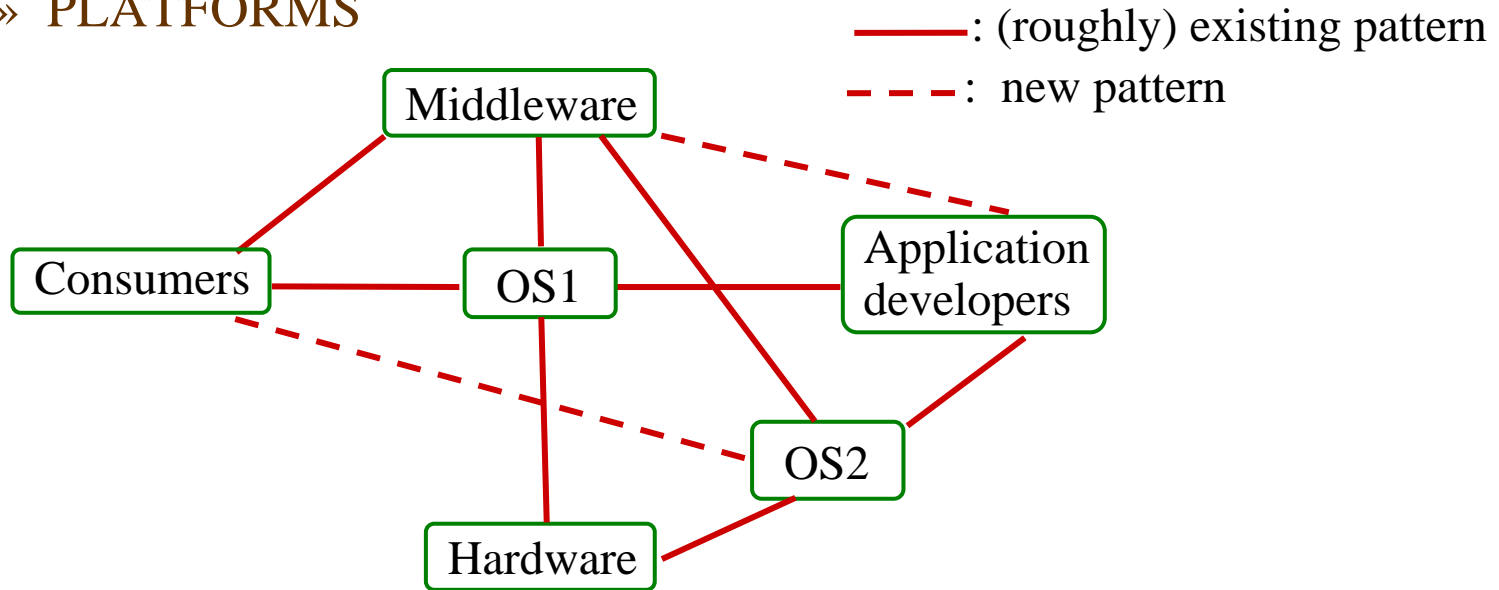 » PLATFORMS
: (roughly) existing pattern
: new pattern
Middleware
Consumers
OS1
Application
developers
OS2
Hardware